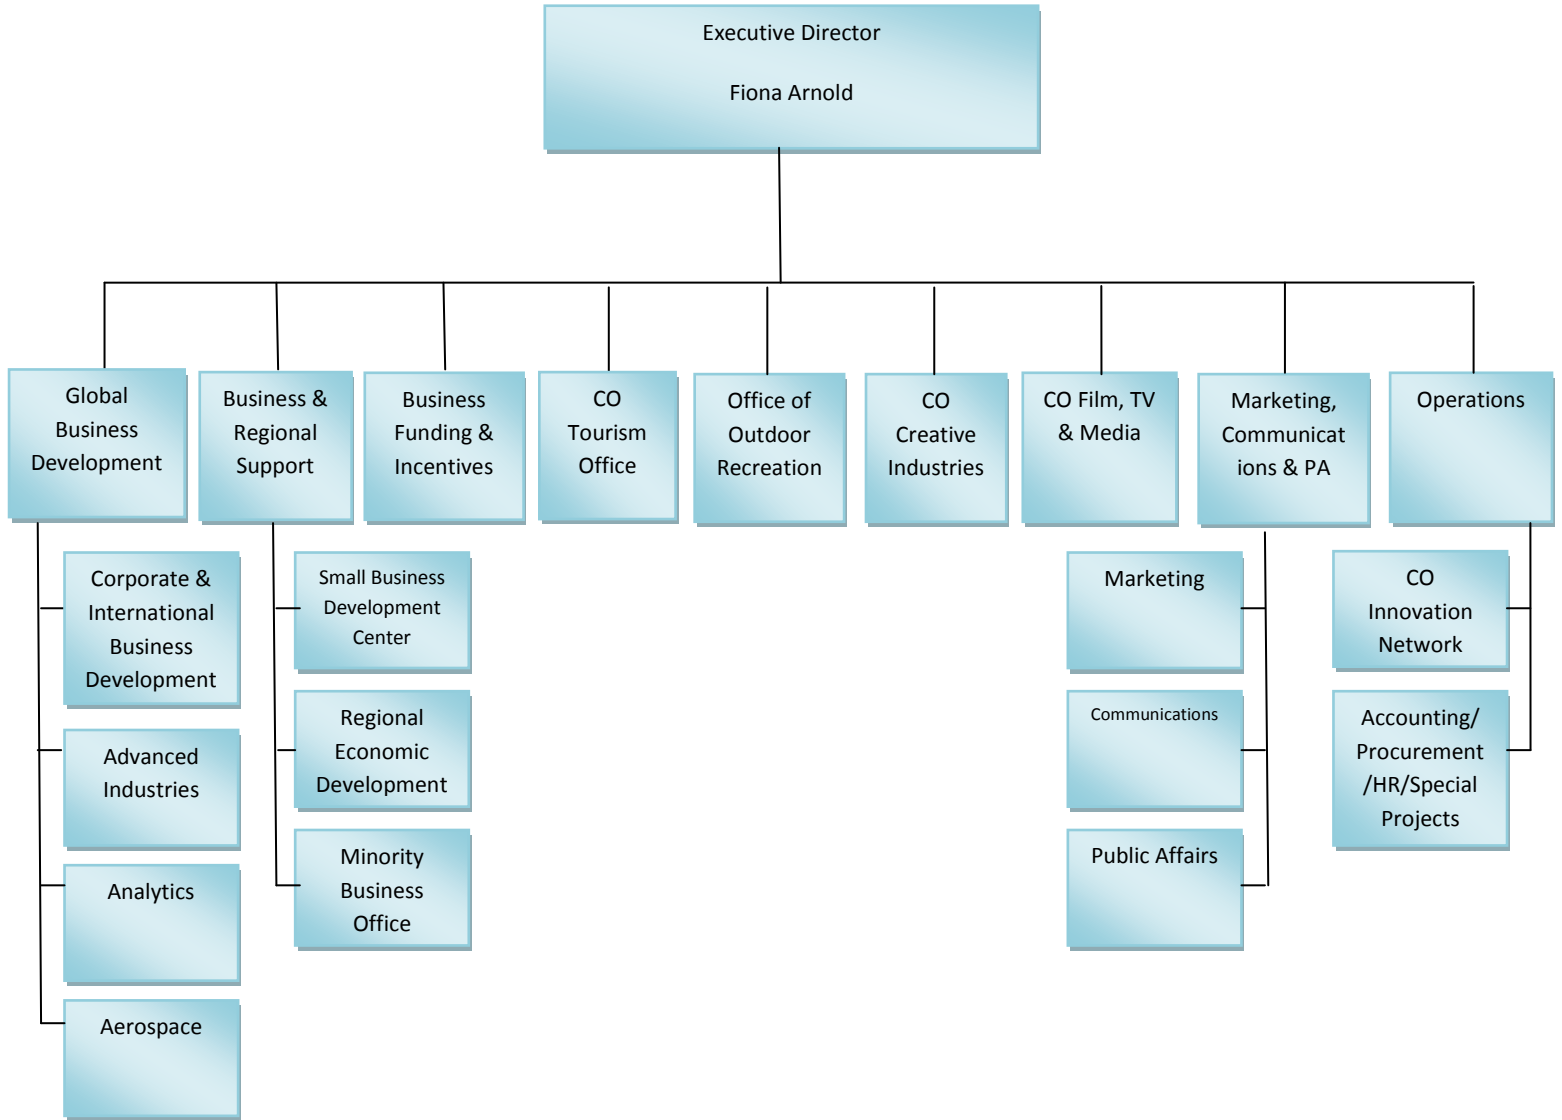 Executive Director
Fiona Arnold
Global
Business
Development
Business &
Regional
Support
Business
Funding &
Incentives
CO
Tourism
Office
Office of
Outdoor
Recreation
CO
Creative
Industries
CO Film, TV
& Media
Marketing,
Communicat
ions & PA
Operations
Corporate &
International
Business
Development
Advanced
Industries
Analytics
Aerospace
Small Business
Development
Center
Regional
Economic
Development
Minority
Business
Office
Marketing
Communications
Public Affairs
CO
Innovation
Network
Accounting/
Procurement
/HR/Special
Projects